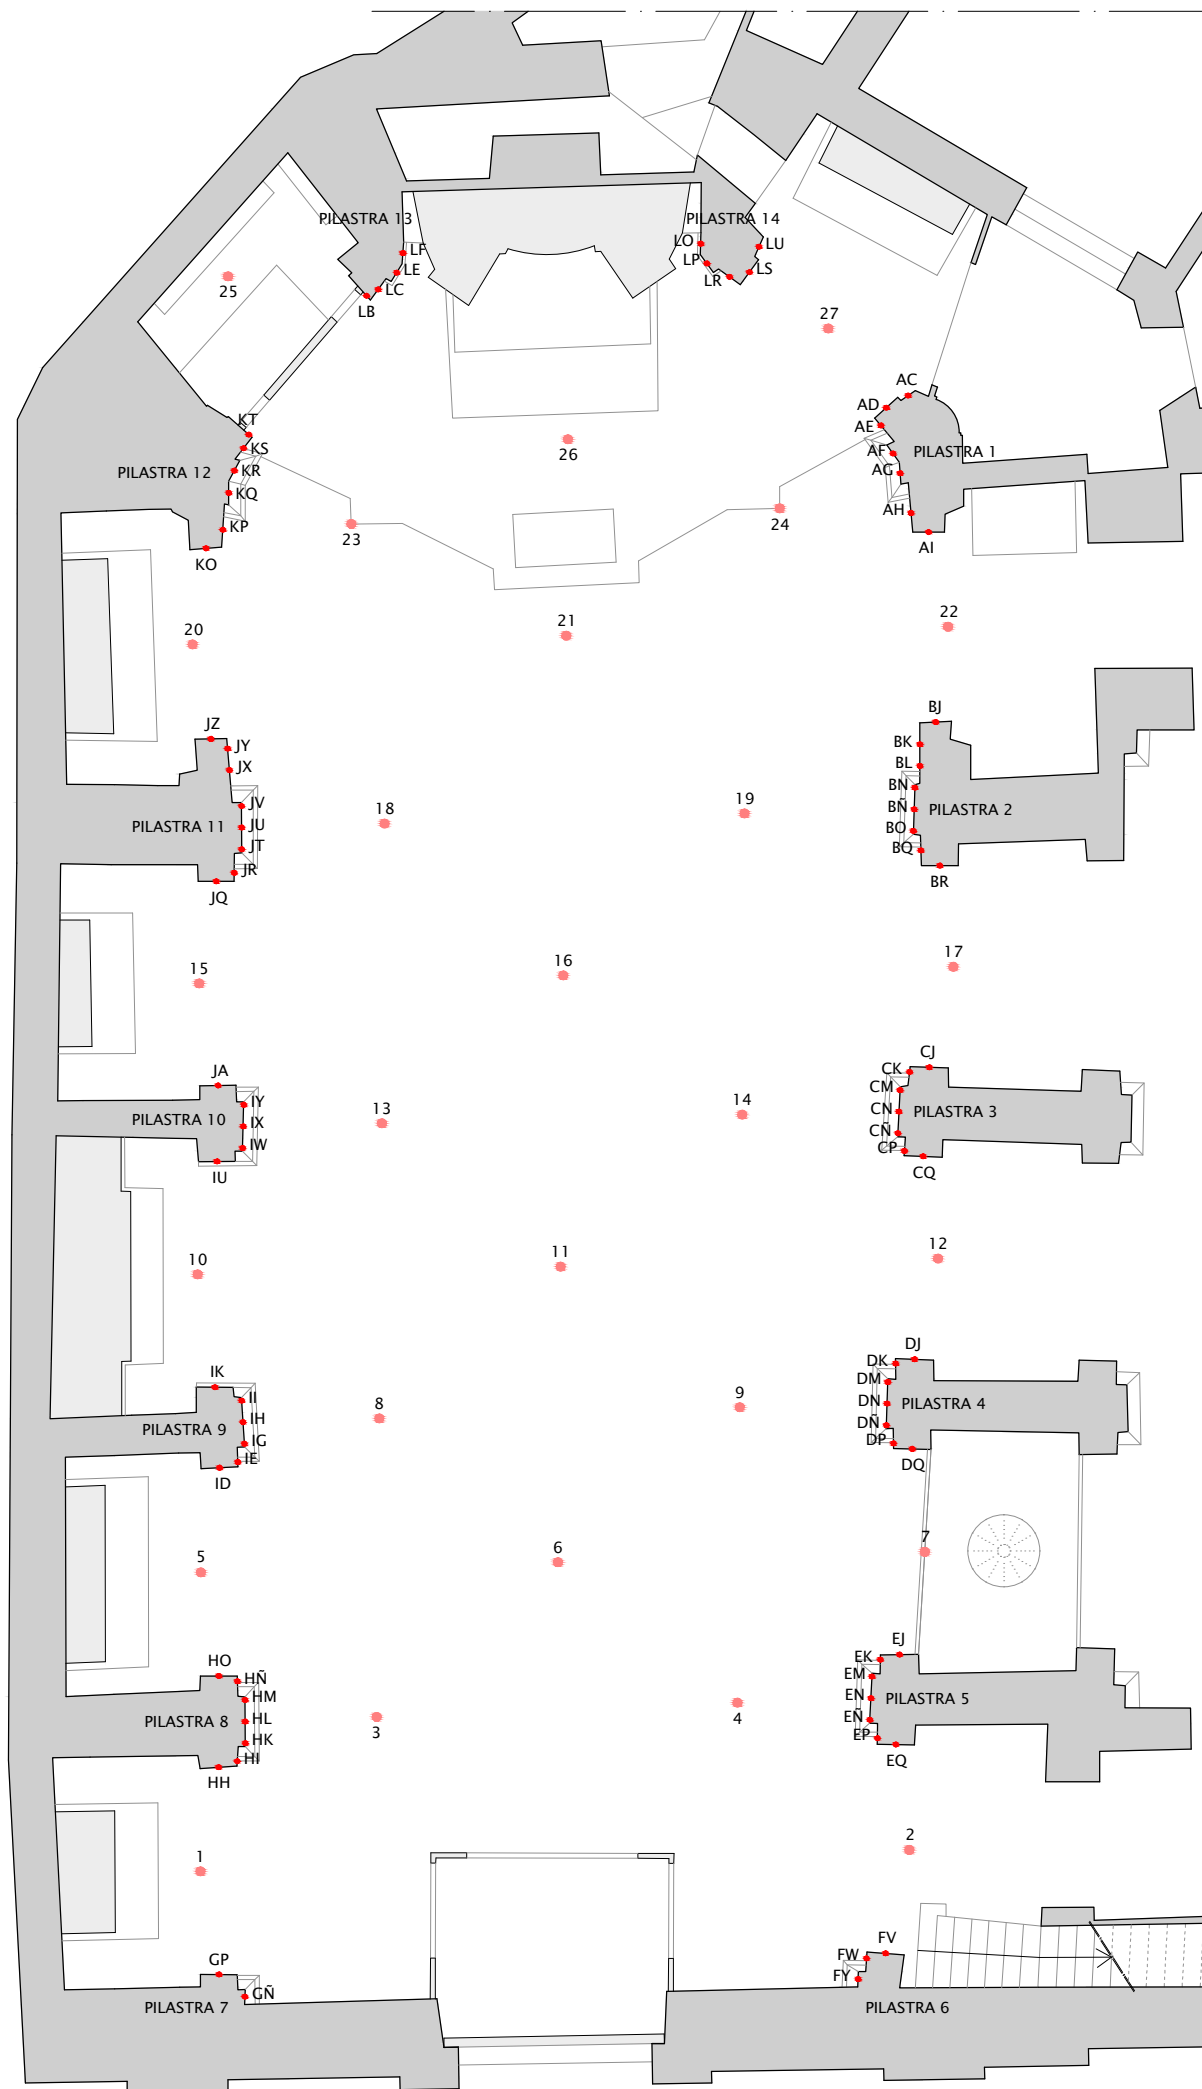 PILASTRA 13
PILASTRA 14
LF
LE
LC
LB
LO
LP
LR
LS
LU
25
27
26
AC
AD
AE
AF
AG
AH
AI
PILASTRA 1
KT
KS
KR
KQ
KP
KO
PILASTRA 12
23
24
20
21
22
JZ
JY
JX
JV
JU
JT
JR
JQ
PILASTRA 11
18
19
BJ
BK
BL
BN
BÑ
BO
BQ
BR
PILASTRA 2
15
16
17
JA
IY
IX
IW
IU
PILASTRA 10
13
14
CJ
CK
CM
CN
CÑ
CP
CQ
PILASTRA 3
10
11
12
IK
II
IH
IG
IE
ID
PILASTRA 9
8
9
DJ
DK
DM
DN
DÑ
DP
DQ
PILASTRA 4
5
6
7
HO
HÑ
HM
HL
HK
HI
HH
PILASTRA 8
3
4
EJ
EK
EM
EN
EÑ
EP
EQ
PILASTRA 5
1
2
GP
GÑ
PILASTRA 7
FV
FW
FY
PILASTRA 6